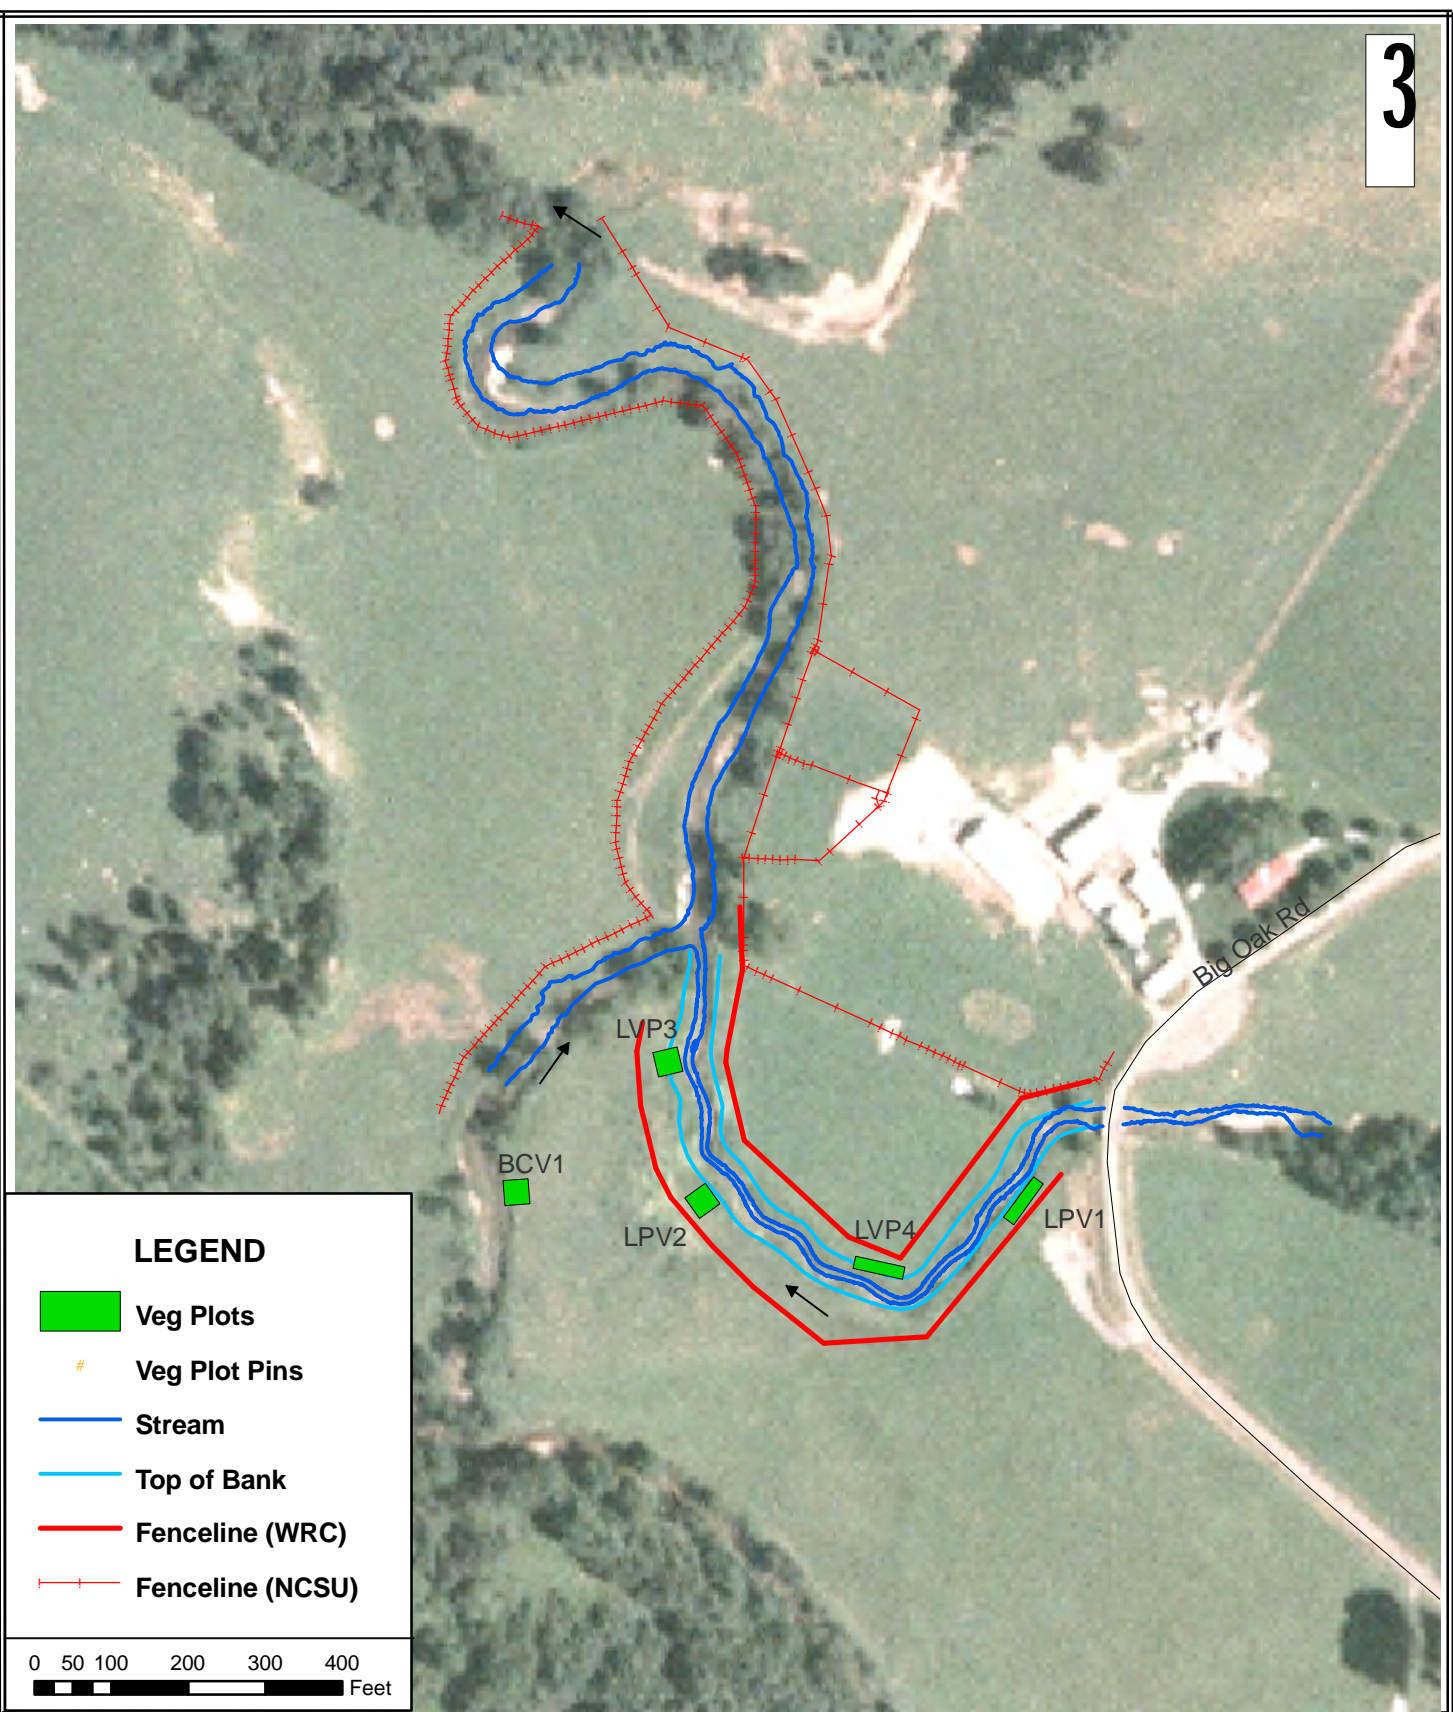 3
Big Oak Rd
LVP3
BCV1
LPV2
LVP4
LPV1
LEGEND
Veg Plots
# Veg Plot Pins
Stream
Top of Bank
Fenceline (WRC)
Fenceline (NCSU)
0 50 100 200 300 400
Feet